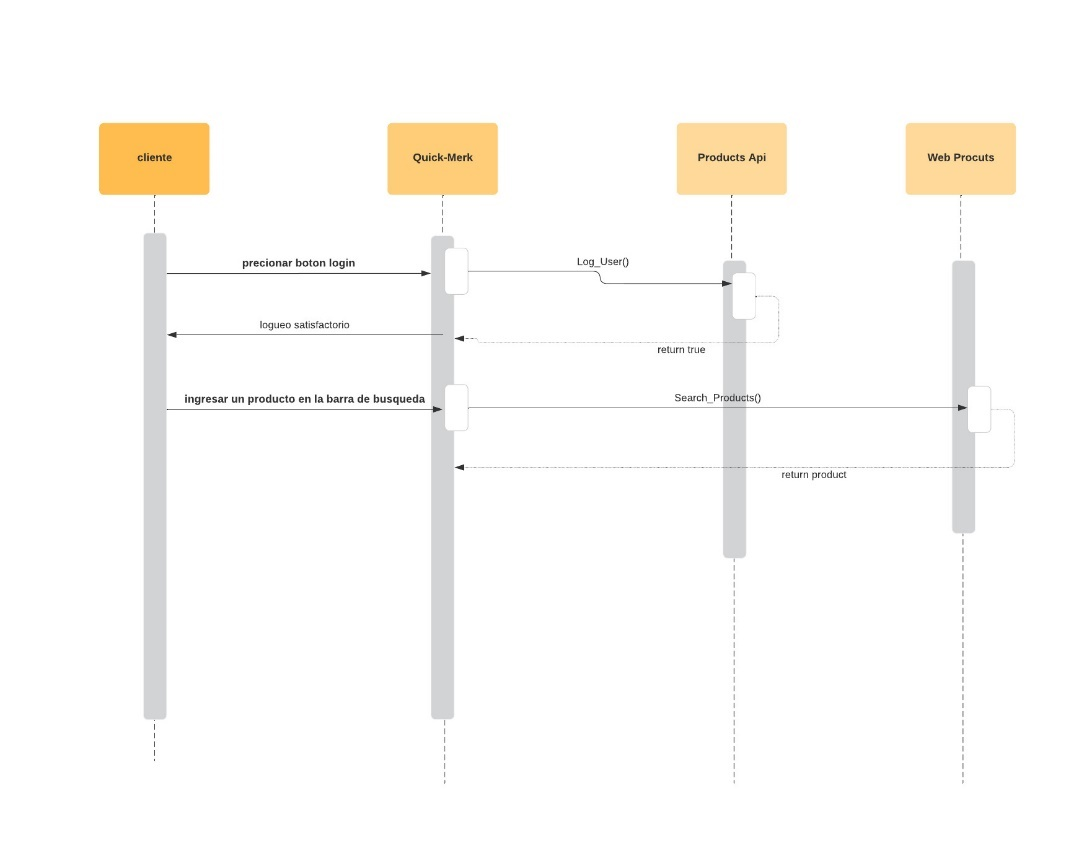 cliente
Quick-Merk
Products Api
Web Procuts
precionar boton login
Log_User()
logueo satisfactorio
return true
ingresar un producto en la barra de busqueda
Search_Products()
return product